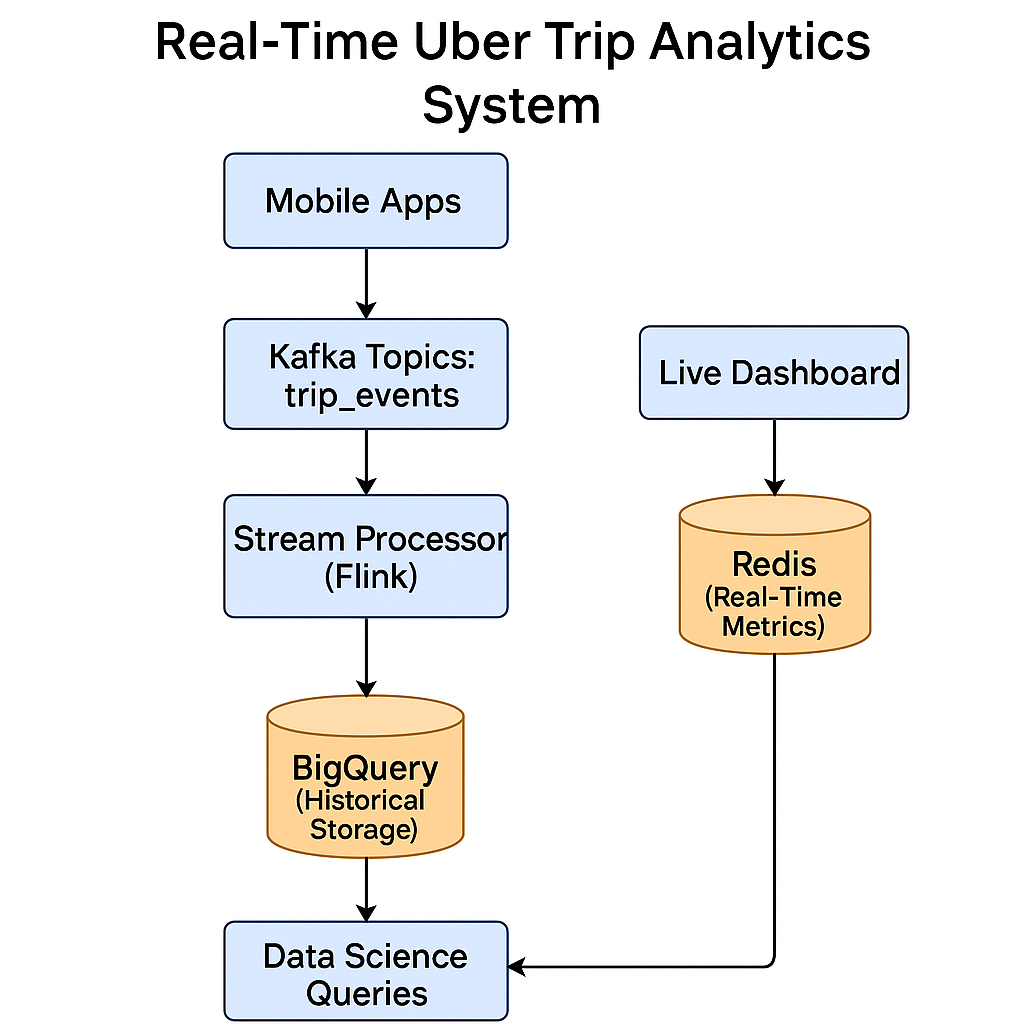 Real-Time Uber Trip Analytics
System
Mobile Apps
Kafka Topics:
trip_events
Live Dashboard
Stream Processor
(Flink)
Redis
(Real-Time
Metrics)
BigQuery
(Historical
Storage)
Data Science
Queries